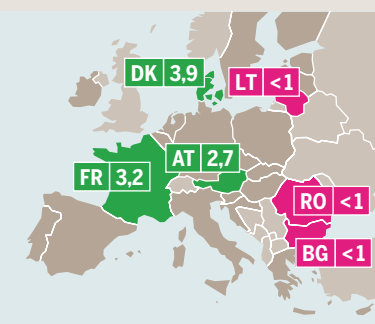 DK 3,9
LT <1
AT 2,7
FR 3,2
RO <1
BG <1